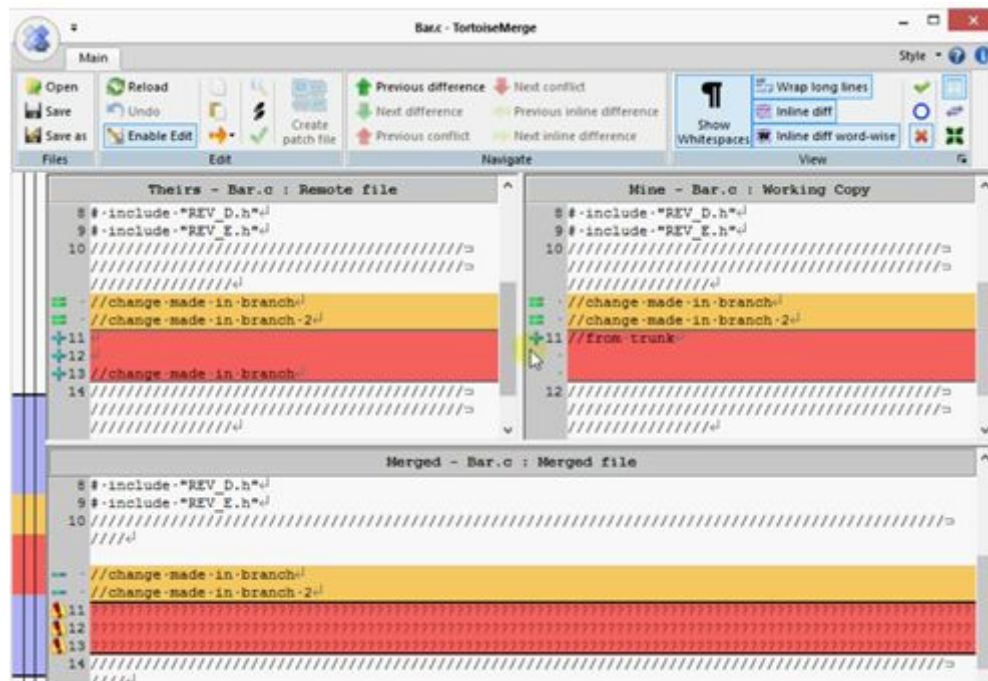 Bar.c - TortoiseMerge
Main
Style
Open
Save
Save as
Files
Reload
Undo
Enable Edit
Create patch file
Edit
Previous difference
Next difference
Previous conflict
Next conflict
Previous inline difference
Next inline difference
Navigate
Show Whitespaces
Wrap long lines
Inline diff
Inline diff word-wise
View
Theirs - Bar.c : Remote file
8 #·include·"REV_D.h"↵
9 #·include·"REV_E.h"↵
10 //////////////////////////////////////////
//////////////////////////////////////////
////////////////↵
//change·made·in·branch↵
//change·made·in·branch·2↵
11 ↵
12 ↵
13 //change·made·in·branch↵
14 //////////////////////////////////////////
//////////////////////////////////////////
////////////////↵
Mine - Bar.c : Working Copy
8 #·include·"REV_D.h"↵
9 #·include·"REV_E.h"↵
10 //////////////////////////////////////////
//////////////////////////////////////////
////////////////↵
//change·made·in·branch↵
//change·made·in·branch·2↵
11 //from·trunk↵
12 //////////////////////////////////////////
//////////////////////////////////////////
////////////////↵
Merged - Bar.c : Merged file
8 #·include·"REV_D.h"↵
9 #·include·"REV_E.h"↵
10 ////////////////////////////////////////////////////////////////////////////////////////////////
////↵
//change·made·in·branch↵
//change·made·in·branch·2↵
11 ????????????????????????????????????????????????????????????????????????????????????????????????
12 ????????????????????????????????????????????????????????????????????????????????????????????????
13 ????????????????????????????????????????????????????????????????????????????????????????????????
14 ////////////////////////////////////////////////////////////////////////////////////////////////
////↵